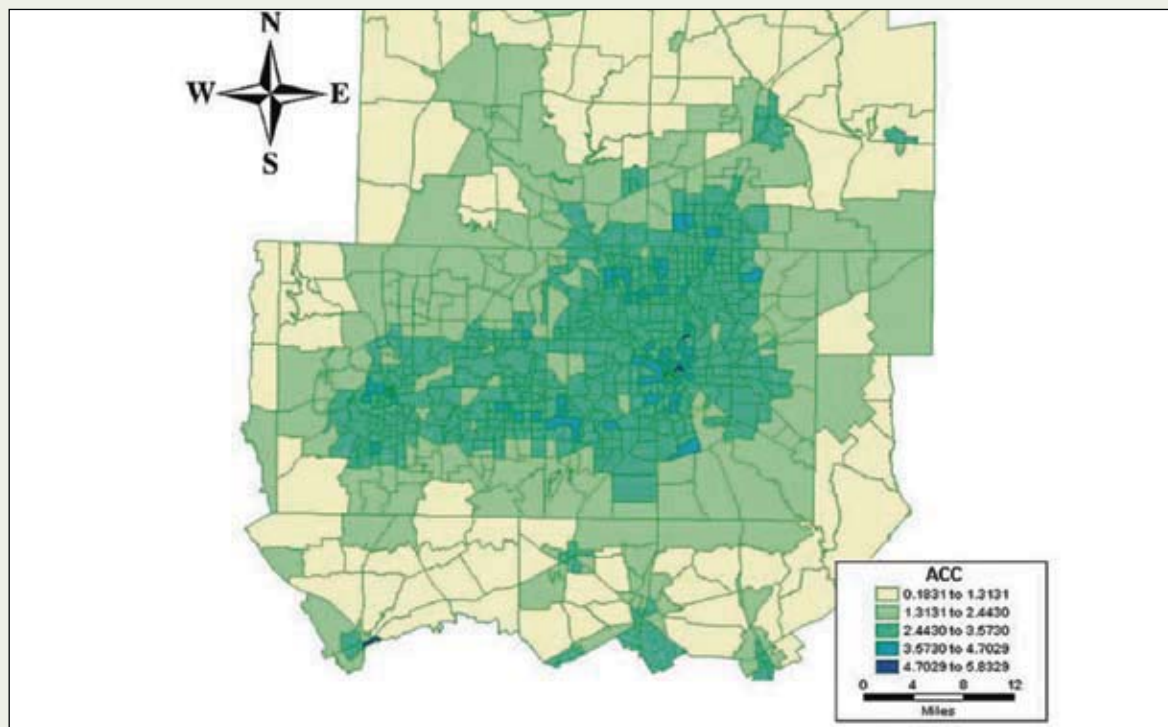 N
W E
S
ACC
0.1831 to 1.3131
1.3131 to 2.4430
2.4430 to 3.5730
3.5730 to 4.7029
4.7029 to 5.8329
0 4 8 12
Miles